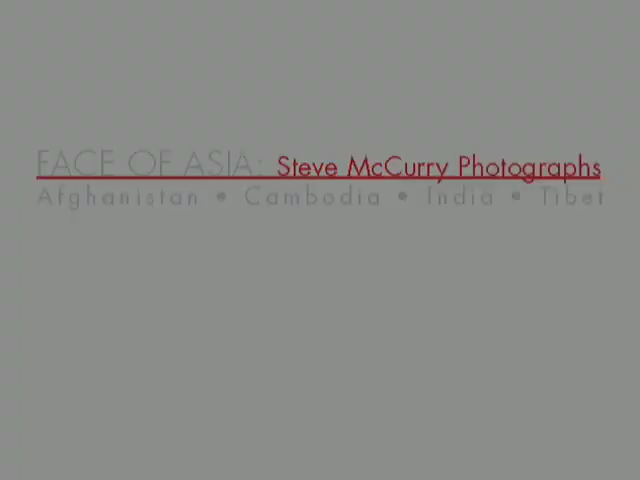 FACE OF ASIA: Steve McCurry Photographs
Afghanistan • Cambodia • India • Tibet